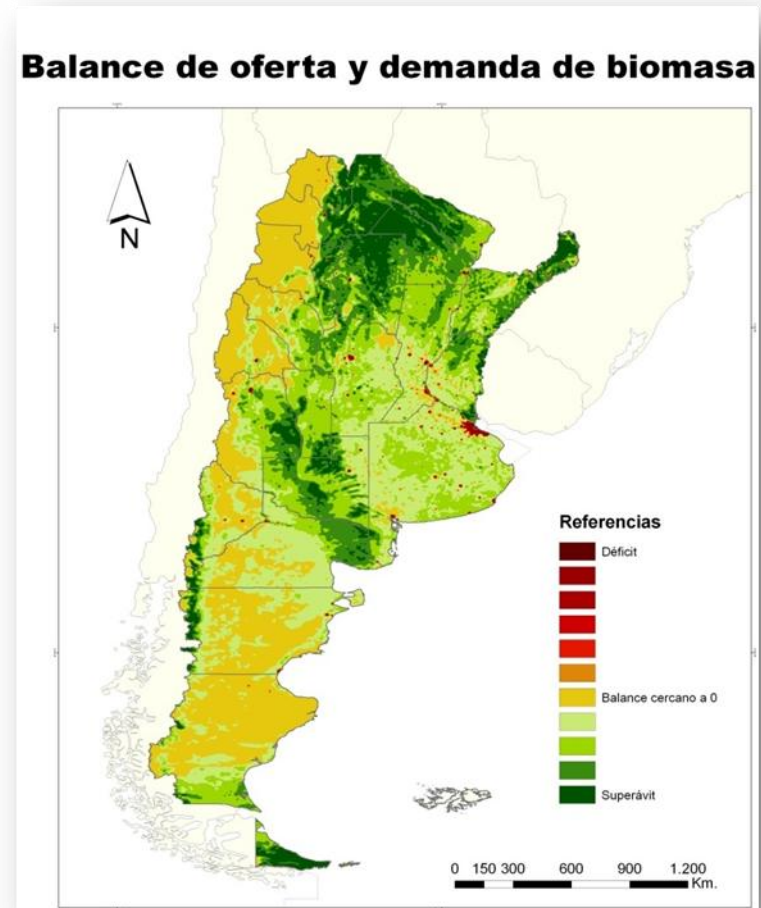 Balance de oferta y demanda de biomasa
N
Referencias
Déficit
Balance cercano a 0
Superávit
0 150 300 600 900 1.200
Km.